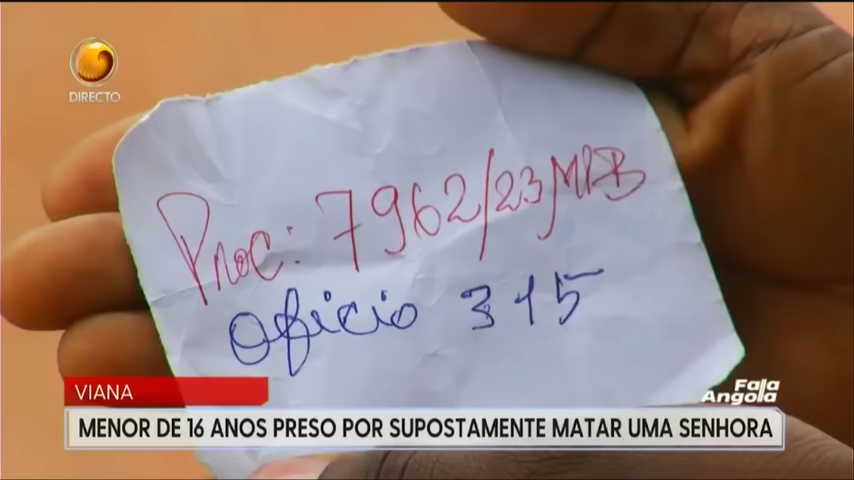 DIRECTO
Proc: 7962/23 MPB
Oficio 315
VIANA
Fala Angola
MENOR DE 16 ANOS PRESO POR SUPOSTAMENTE MATAR UMA SENHORA